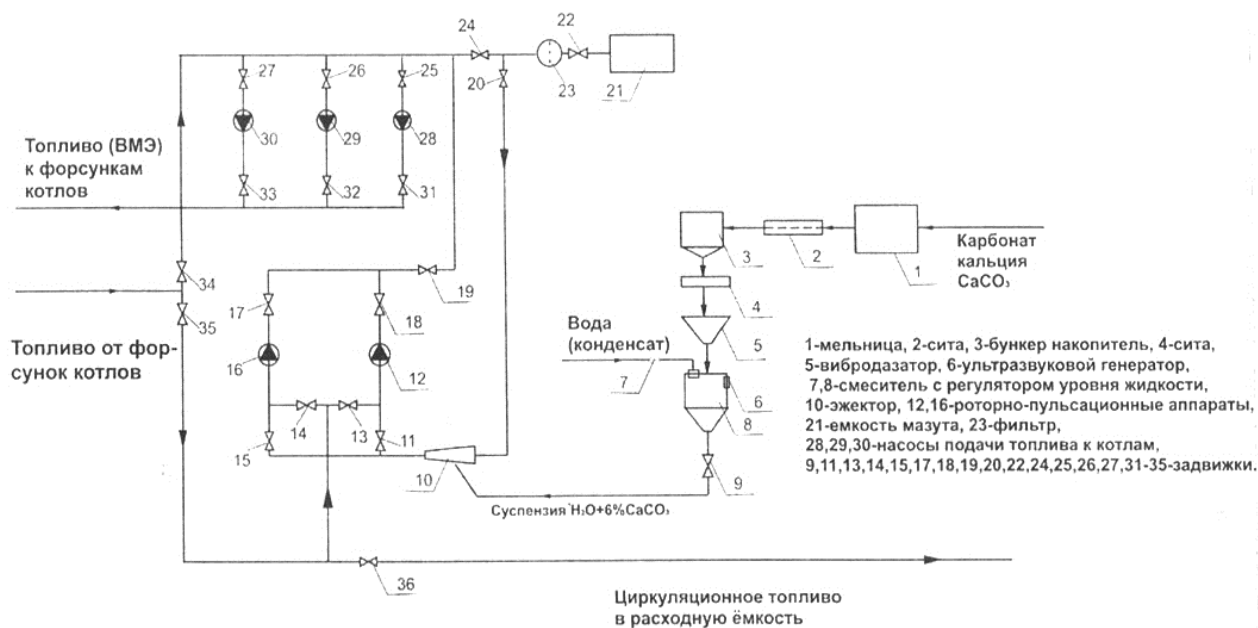 24
22
27
26
25
20
23
21
30
29
28
Топливо (ВМЭ)
к форсункам
котлов
33
32
31
3
2
1
Карбонат
кальция
CaCO₃
34
19
4
17
18
35
Вода
(конденсат)
5
Топливо от фор-
сунок котлов
16
12
7
6
14
13
11
8
15
10
9
1-мельница, 2-сита, 3-бункер накопитель, 4-сита,
5-вибродазатор, 6-ультразвуковой генератор,
7,8-смеситель с регулятором уровня жидкости,
10-эжектор, 12,16-роторно-пульсационные аппараты,
21-емкость мазута, 23-фильтр,
28,29,30-насосы подачи топлива к котлам,
9,11,13,14,15,17,18,19,20,22,24,25,26,27,31-35-задвижки.
Суспензия H₂O+6%CaCO₃
36
Циркуляционное топливо
в расходную ёмкость